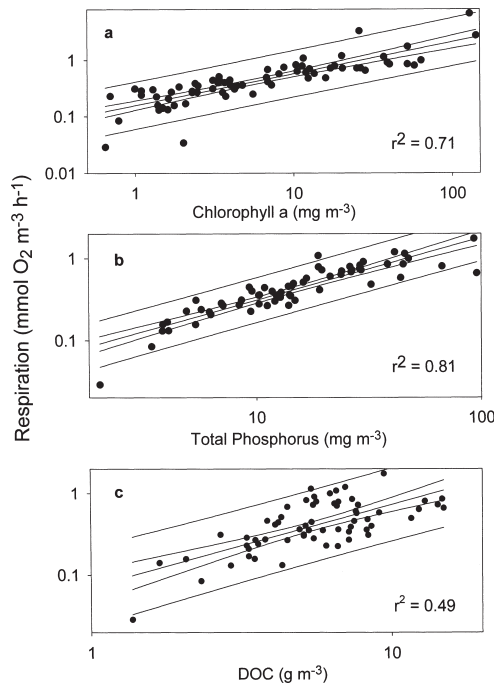 Respiration (mmol O2 m-3 h-1)
a
1
0.1
0.01
r2 = 0.71
1 10 100
Chlorophyll a (mg m-3)
b
1
0.1
r2 = 0.81
10 100
Total Phosphorus (mg m-3)
c
1
0.1
r2 = 0.49
1 10
DOC (g m-3)